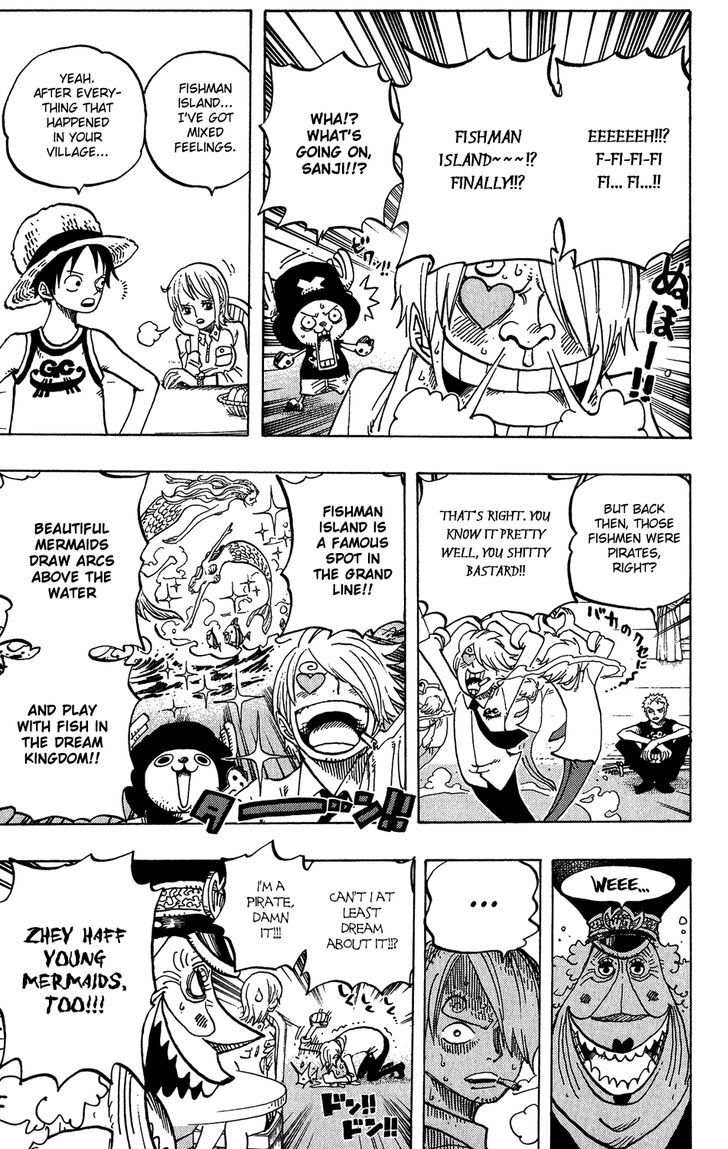 EEEEEEH!!?
F-FI-FI-FI
FI... FI...!!
FISHMAN
ISLAND~~~!?
FINALLY!!?
ぬほーー!!
WHA!?
WHAT'S
GOING ON,
SANJI!!?
ビクッ!!
FISHMAN
ISLAND...
I'VE GOT
MIXED
FEELINGS.
YEAH.
AFTER EVERY-
THING THAT
HAPPENED
IN YOUR
VILLAGE...
GC
BUT BACK
THEN, THOSE
FISHMEN WERE
PIRATES,
RIGHT?
THAT'S RIGHT. YOU
KNOW IT PRETTY
WELL, YOU SHITTY
BASTARD!!
バカのクセに
FISHMAN
ISLAND IS
A FAMOUS
SPOT IN
THE GRAND
LINE!!
BEAUTIFUL
MERMAIDS
DRAW ARCS
ABOVE THE
WATER
AND PLAY
WITH FISH IN
THE DREAM
KINGDOM!!
WEEE...
...
CAN'T I AT
LEAST
DREAM
ABOUT IT!!?
I'M A
PIRATE,
DAMN
IT!!!
ドン!!
ドン!!
ZHEY HAFF
YOUNG
MERMAIDS,
TOO!!!